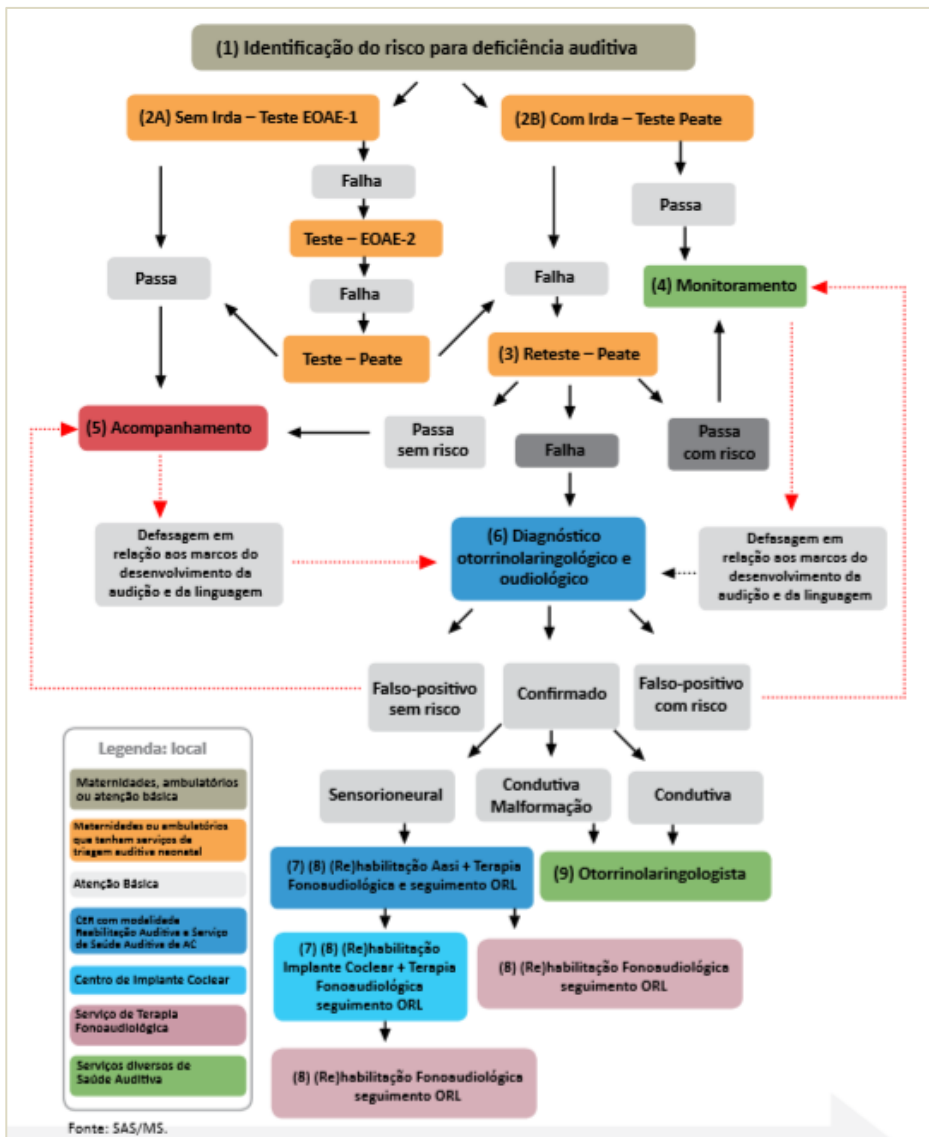 (1) Identificação do risco para deficiência auditiva
(2A) Sem Irda – Teste EOAE-1
(2B) Com Irda – Teste Peate
Falha
Passa
Teste – EOAE-2
Passa
Falha
Falha
(4) Monitoramento
Teste – Peate
(3) Reteste – Peate
(5) Acompanhamento
Passa
sem risco
Falha
Passa
com risco
Defasagem em
relação aos marcos do
desenvolvimento da
audição e da linguagem
(6) Diagnóstico
otorrinolaringológico e
oudiológico
Defasagem em
relação aos marcos do
desenvolvimento da
audição e da linguagem
Falso-positivo
sem risco
Confirmado
Falso-positivo
com risco
Sensorioneural
Condutiva
Malformação
Condutiva
(7) (8) (Re)habilitação Aasi + Terapia
Fonoaudiológica e seguimento ORL
(9) Otorrinolaringologista
(7) (8) (Re)habilitação
Implante Coclear + Terapia
Fonoaudiológica
seguimento ORL
(8) (Re)habilitação Fonoaudiológica
seguimento ORL
(8) (Re)habilitação Fonoaudiológica
seguimento ORL
Legenda: local
Maternidades, ambulatórios
ou atenção básica
Maternidades ou ambulatórios
que tenham serviços de
triagem auditiva neonatal
Atenção Básica
CER com modalidade
Reabilitação Auditiva e Serviço
de Saúde Auditiva de AC
Centro de Implante Coclear
Serviço de Terapia
Fonoaudiológica
Serviços diversos de
Saúde Auditiva
Fonte: SAS/MS.